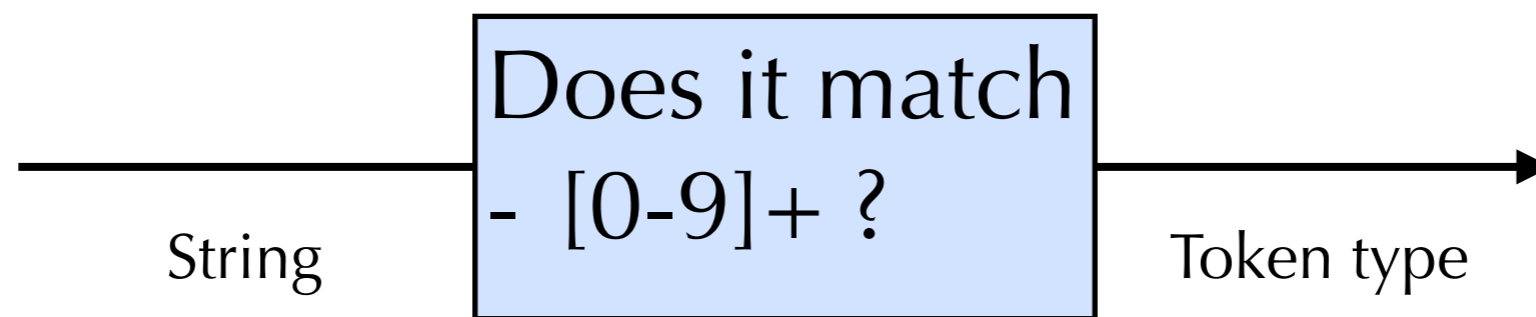 Does it match
- [0-9]+ ?
String
Token type